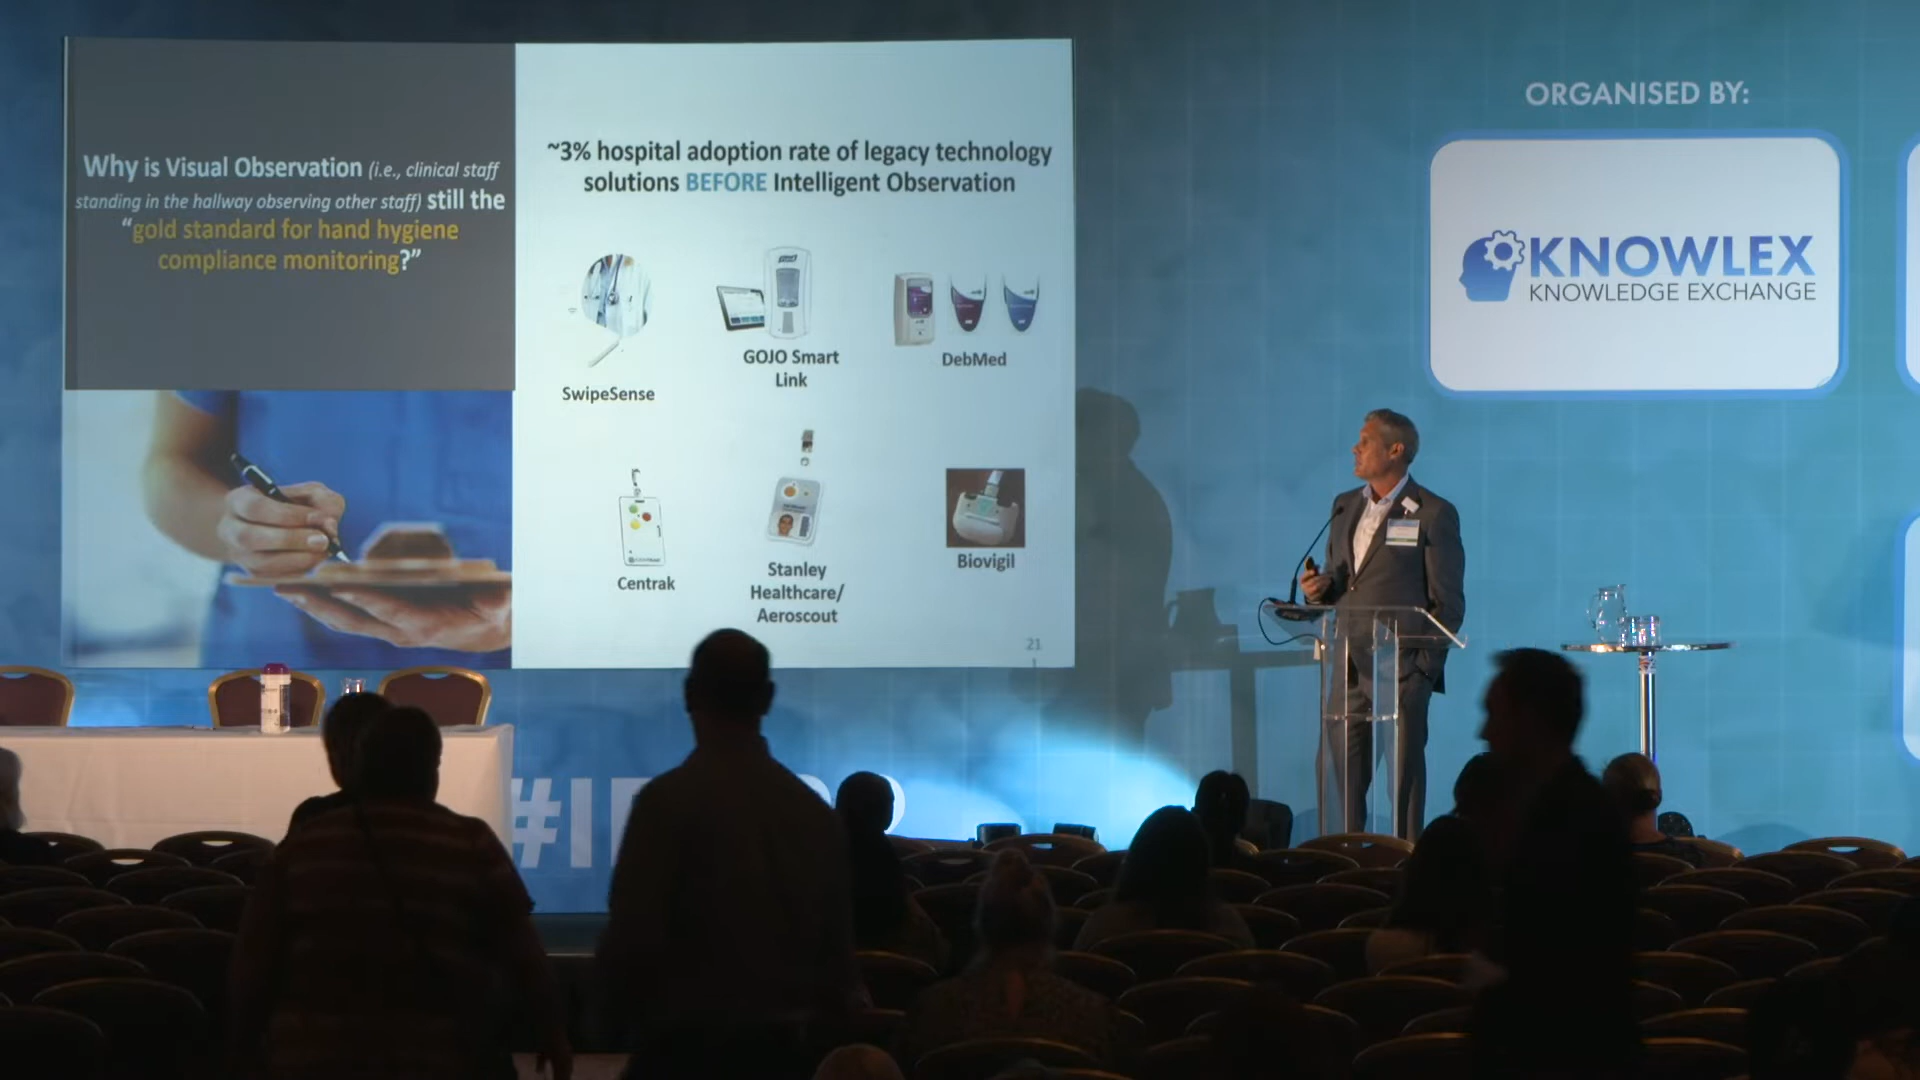 Why is Visual Observation (i.e., clinical staff
standing in the hallway observing other staff) still the
“gold standard for hand hygiene
compliance monitoring?”
~3% hospital adoption rate of legacy technology
solutions BEFORE Intelligent Observation
SwipeSense
GOJO Smart
Link
DebMed
Centrak
Stanley
Healthcare/
Aeroscout
Biovigil
21
ORGANISED BY:
KNOWLEX
KNOWLEDGE EXCHANGE